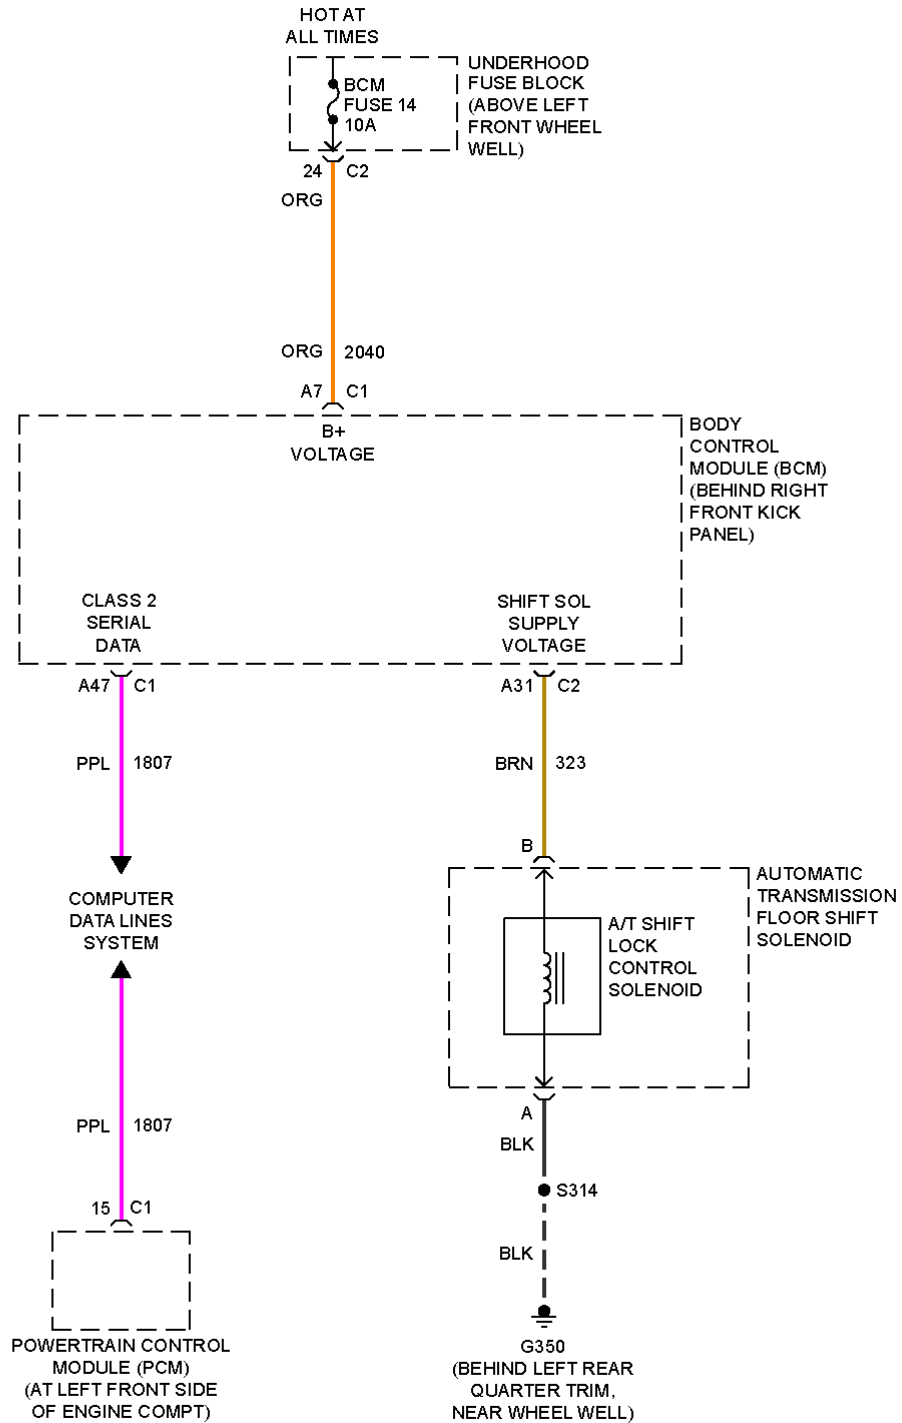 HOT AT
ALL TIMES
BCM
FUSE 14
10A
UNDERHOOD
FUSE BLOCK
(ABOVE LEFT
FRONT WHEEL
WELL)
24 C2
ORG
ORG 2040
A7 C1
B+
VOLTAGE
BODY
CONTROL
MODULE (BCM)
(BEHIND RIGHT
FRONT KICK
PANEL)
CLASS 2
SERIAL
DATA
SHIFT SOL
SUPPLY
VOLTAGE
A47 C1
A31 C2
PPL 1807
BRN 323
B
COMPUTER
DATA LINES
SYSTEM
AUTOMATIC
TRANSMISSION
FLOOR SHIFT
SOLENOID
A/T SHIFT
LOCK
CONTROL
SOLENOID
A
PPL 1807
BLK
15 C1
S314
BLK
POWERTRAIN CONTROL
MODULE (PCM)
(AT LEFT FRONT SIDE
OF ENGINE COMPT)
G350
(BEHIND LEFT REAR
QUARTER TRIM,
NEAR WHEEL WELL)